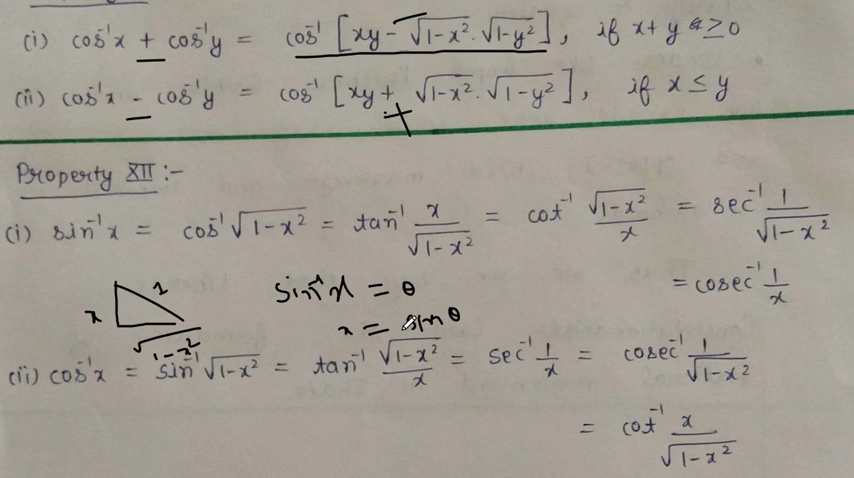 (i) cos⁻¹x + cos⁻¹y = cos⁻¹ [xy − √(1−x²) . √(1−y²)], if x + y ≥ 0
(ii) cos⁻¹x − cos⁻¹y = cos⁻¹ [xy + √(1−x²) . √(1−y²)], if x ≤ y
+
Property XII :-
(i) sin⁻¹x = cos⁻¹√(1−x²) = tan⁻¹ x/√(1−x²) = cot⁻¹ √(1−x²)/x = sec⁻¹ 1/√(1−x²)
= cosec⁻¹ 1/x
x 1 √(1−x²)
sin⁻¹x = θ
x = sinθ
(ii) cos⁻¹x = sin⁻¹√(1−x²) = tan⁻¹ √(1−x²)/x = sec⁻¹ 1/x = cosec⁻¹ 1/√(1−x²)
= cot⁻¹ x/√(1−x²)